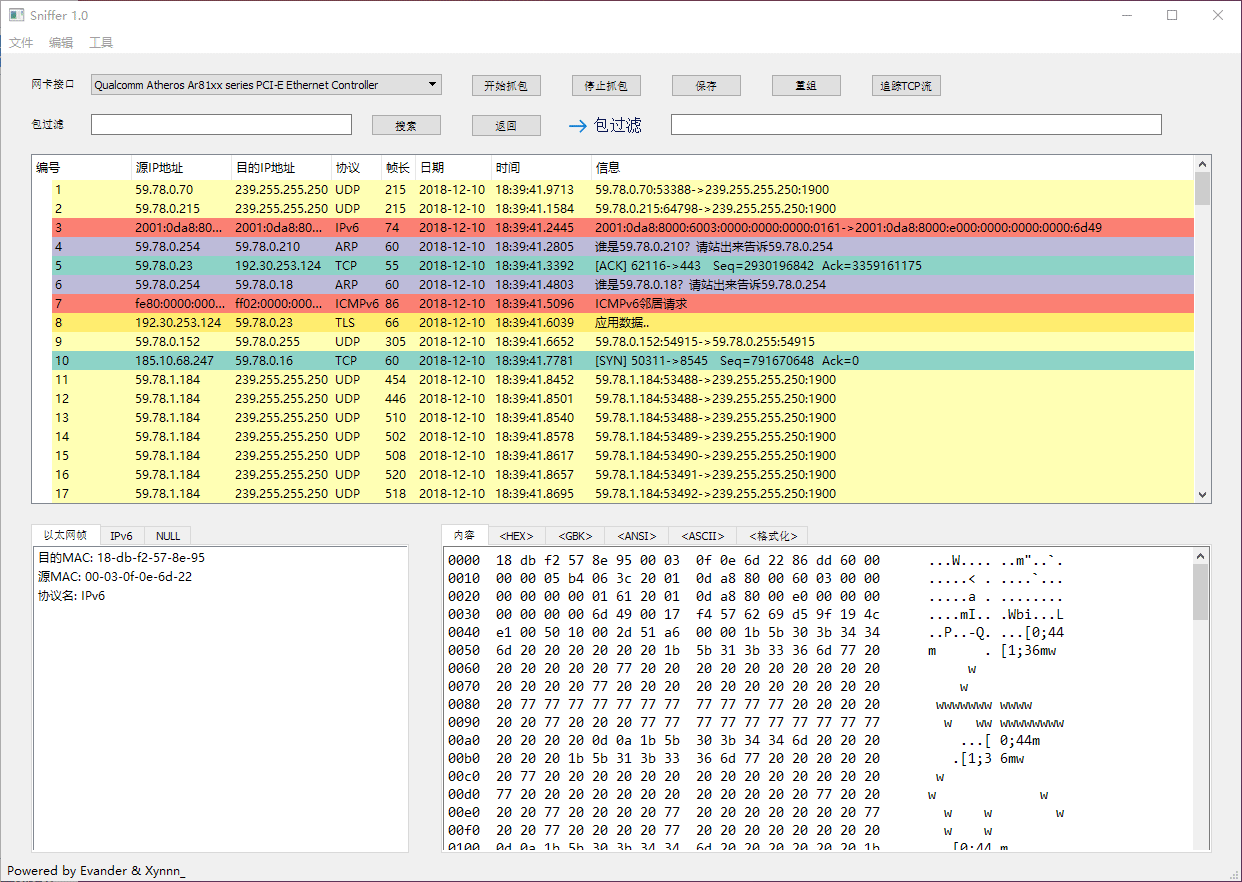 Sniffer 1.0
文件 编辑 工具
网卡接口 Qualcomm Atheros Ar81xx series PCI-E Ethernet Controller 开始抓包 停止抓包 保存 重组 追踪TCP流
包过滤 搜索 返回 → 包过滤
编号 源IP地址 目的IP地址 协议 帧长 日期 时间 信息
1 59.78.0.70 239.255.255.250 UDP 215 2018-12-10 18:39:41.9713 59.78.0.70:53388->239.255.255.250:1900
2 59.78.0.215 239.255.255.250 UDP 215 2018-12-10 18:39:41.1584 59.78.0.215:64798->239.255.255.250:1900
3 2001:0da8:80... 2001:0da8:80... IPv6 74 2018-12-10 18:39:41.2445 2001:0da8:8000:6003:0000:0000:0000:0161->2001:0da8:8000:e000:0000:0000:0000:6d49
4 59.78.0.254 59.78.0.210 ARP 60 2018-12-10 18:39:41.2805 谁是59.78.0.210? 请站出来告诉59.78.0.254
5 59.78.0.23 192.30.253.124 TCP 55 2018-12-10 18:39:41.3392 [ACK] 62116->443 Seq=2930196842 Ack=3359161175
6 59.78.0.254 59.78.0.18 ARP 60 2018-12-10 18:39:41.4803 谁是59.78.0.18? 请站出来告诉59.78.0.254
7 fe80:0000:000... ff02:0000:000... ICMPv6 86 2018-12-10 18:39:41.5096 ICMPv6邻居请求
8 192.30.253.124 59.78.0.23 TLS 66 2018-12-10 18:39:41.6039 应用数据..
9 59.78.0.152 59.78.0.255 UDP 305 2018-12-10 18:39:41.6652 59.78.0.152:54915->59.78.0.255:54915
10 185.10.68.247 59.78.0.16 TCP 60 2018-12-10 18:39:41.7781 [SYN] 50311->8545 Seq=791670648 Ack=0
11 59.78.1.184 239.255.255.250 UDP 454 2018-12-10 18:39:41.8452 59.78.1.184:53488->239.255.255.250:1900
12 59.78.1.184 239.255.255.250 UDP 446 2018-12-10 18:39:41.8501 59.78.1.184:53488->239.255.255.250:1900
13 59.78.1.184 239.255.255.250 UDP 510 2018-12-10 18:39:41.8540 59.78.1.184:53488->239.255.255.250:1900
14 59.78.1.184 239.255.255.250 UDP 502 2018-12-10 18:39:41.8578 59.78.1.184:53489->239.255.255.250:1900
15 59.78.1.184 239.255.255.250 UDP 508 2018-12-10 18:39:41.8617 59.78.1.184:53490->239.255.255.250:1900
16 59.78.1.184 239.255.255.250 UDP 520 2018-12-10 18:39:41.8657 59.78.1.184:53491->239.255.255.250:1900
17 59.78.1.184 239.255.255.250 UDP 518 2018-12-10 18:39:41.8695 59.78.1.184:53492->239.255.255.250:1900
以太网帧 IPv6 NULL
目的MAC: 18-db-f2-57-8e-95
源MAC: 00-03-0f-0e-6d-22
协议名: IPv6
内容 <HEX> <GBK> <ANSI> <ASCII> <格式化>
0000 18 db f2 57 8e 95 00 03 0f 0e 6d 22 86 dd 60 00 ...W.... ..m"..`.
0010 00 00 05 b4 06 3c 20 01 0d a8 80 00 60 03 00 00 .....< . ....`...
0020 00 00 00 00 01 61 20 01 0d a8 80 00 e0 00 00 00 .....a . ........
0030 00 00 00 00 6d 49 00 17 f4 57 62 69 d5 9f 19 4c ....mI.. .Wbi...L
0040 e1 00 50 10 00 2d 51 a6 00 00 1b 5b 30 3b 34 34 ..P..-Q. ...[0;44
0050 6d 20 20 20 20 20 20 1b 5b 31 3b 33 36 6d 77 20 m . [1;36mw
0060 20 20 20 20 20 77 20 20 20 20 20 20 20 20 20 20 w
0070 20 20 20 20 77 20 20 20 20 20 20 20 20 20 20 20 w
0080 20 77 77 77 77 77 77 77 77 77 77 77 20 20 20 20 wwwwwww wwww
0090 20 20 77 20 20 20 77 77 77 77 77 77 77 77 77 77 w ww wwwwwwww
00a0 20 20 20 20 0d 0a 1b 5b 30 3b 34 34 6d 20 20 20 ...[ 0;44m
00b0 20 20 20 1b 5b 31 3b 33 36 6d 77 20 20 20 20 20 .[1;3 6mw
00c0 20 77 20 20 20 20 20 20 20 20 20 20 20 20 20 20 w
00d0 77 20 20 20 20 20 20 20 20 20 20 20 20 77 20 20 w w
00e0 20 20 77 20 20 20 20 77 20 20 20 20 20 20 20 77 w w w
00f0 20 20 77 20 20 20 20 77 20 20 20 20 20 20 20 20 w w
0100 0d 0a 1b 5b 30 3b 34 34 6d 20 20 20 20 20 20 1b ...[0;44 m
Powered by Evander & Xynnn_